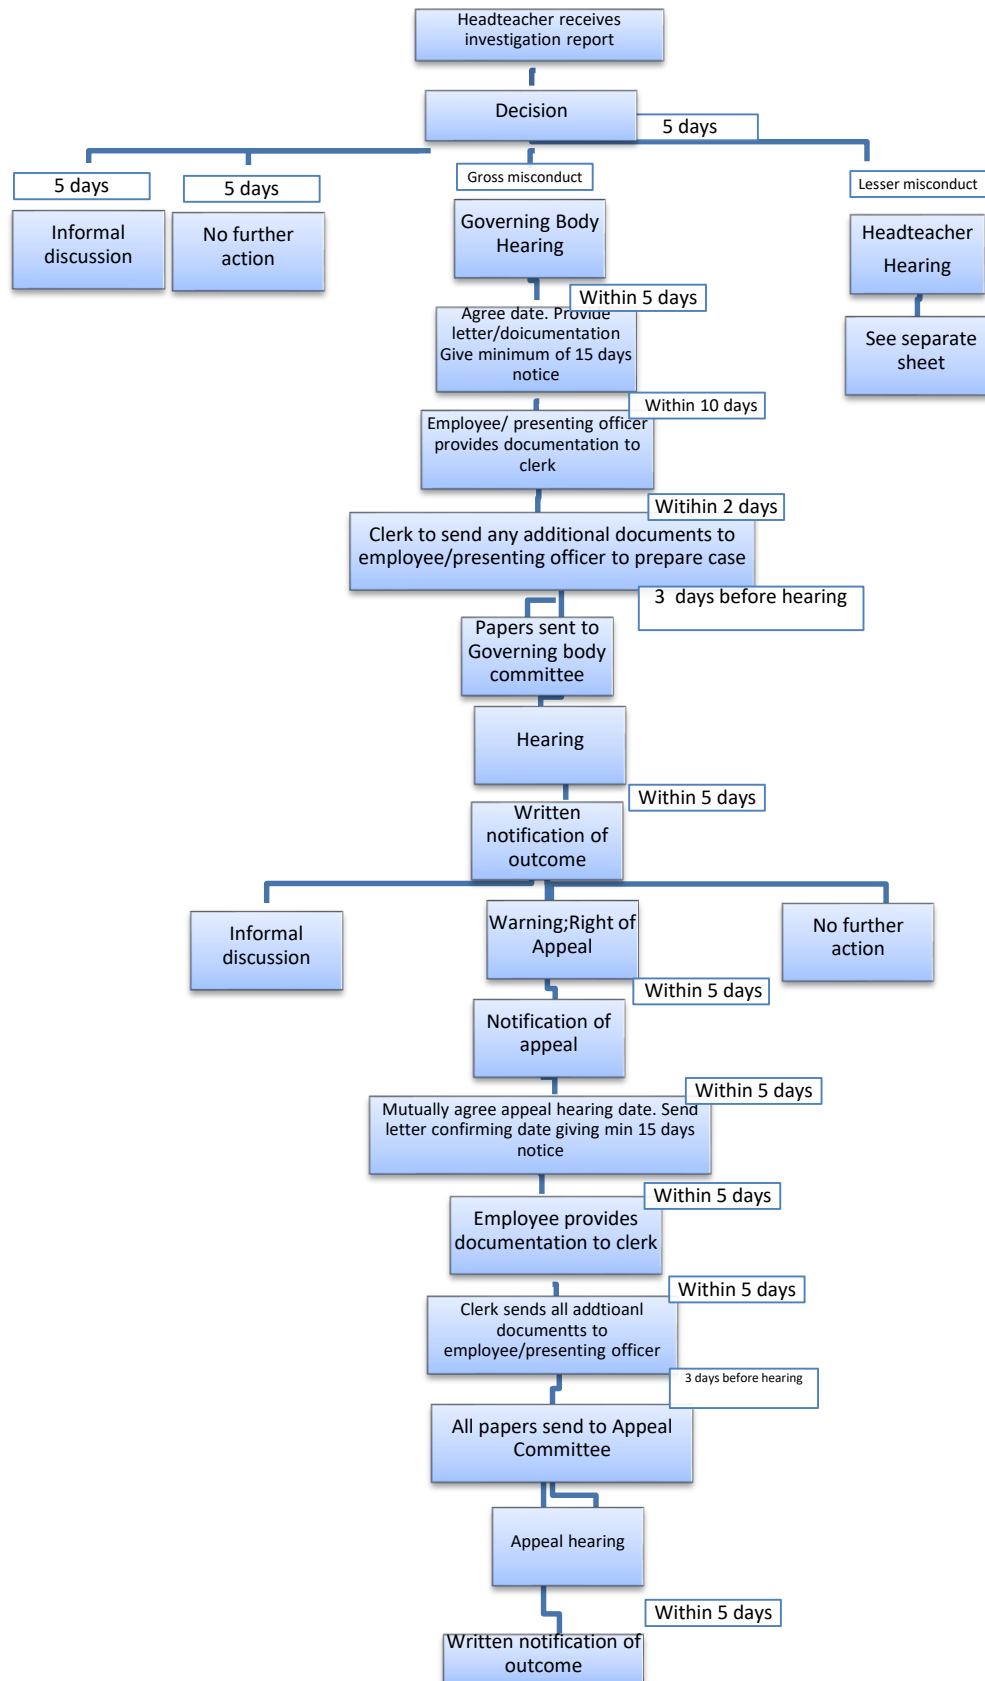 Headteacher receives
investigation report
Decision
5 days
5 days
5 days
Gross misconduct
Lesser misconduct
Informal
discussion
No further
action
Governing Body
Hearing
Headteacher
Hearing
Within 5 days
Agree date. Provide
letter/doicumentation
Give minimum of 15 days
notice
See separate
sheet
Within 10 days
Employee/ presenting officer
provides documentation to
clerk
Witihin 2 days
Clerk to send any additional documents to
employee/presenting officer to prepare case
3 days before hearing
Papers sent to
Governing body
committee
Hearing
Within 5 days
Written
notification of
outcome
Informal
discussion
Warning;Right of
Appeal
No further
action
Within 5 days
Notification of
appeal
Within 5 days
Mutually agree appeal hearing date. Send
letter confirming date giving min 15 days
notice
Within 5 days
Employee provides
documentation to clerk
Within 5 days
Clerk sends all addtioanl
documentts to
employee/presenting officer
3 days before hearing
All papers send to Appeal
Committee
Appeal hearing
Within 5 days
Written notification of
outcome